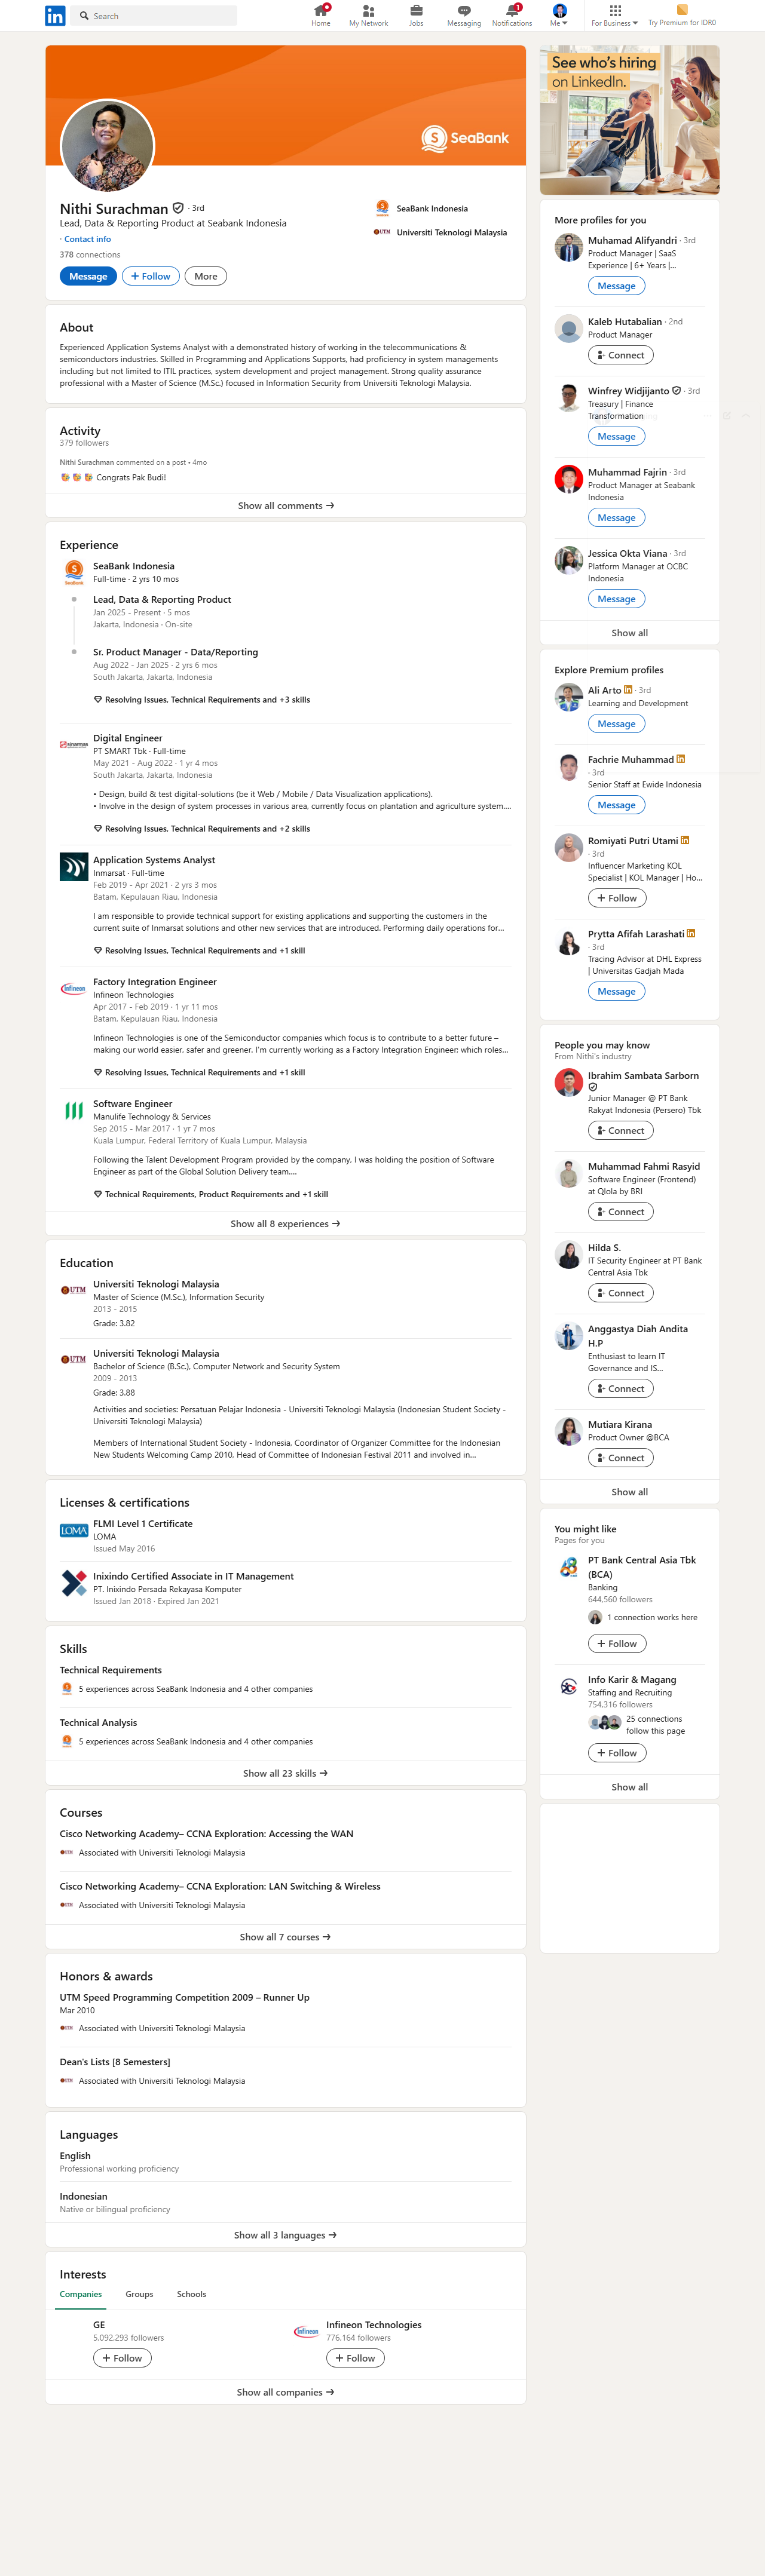 Search
Home
My Network
Jobs
Messaging
1
Notifications
Me
For Business
Try Premium for IDR0
SeaBank
Nithi Surachman · 3rd
Lead, Data & Reporting Product at Seabank Indonesia
· Contact info
378 connections
Message
Follow
More
SeaBank Indonesia
Universiti Teknologi Malaysia
About
Experienced Application Systems Analyst with a demonstrated history of working in the telecommunications &
semiconductors industries. Skilled in Programming and Applications Supports, had proficiency in system managements
including but not limited to ITIL practices, system development and project management. Strong quality assurance
professional with a Master of Science (M.Sc.) focused in Information Security from Universiti Teknologi Malaysia.
Activity
379 followers
Nithi Surachman commented on a post • 4mo
Congrats Pak Budi!
Show all comments →
Experience
SeaBank Indonesia
Full-time · 2 yrs 10 mos
Lead, Data & Reporting Product
Jan 2025 - Present · 5 mos
Jakarta, Indonesia · On-site
Sr. Product Manager - Data/Reporting
Aug 2022 - Jan 2025 · 2 yrs 6 mos
South Jakarta, Jakarta, Indonesia
Resolving Issues, Technical Requirements and +3 skills
Digital Engineer
PT SMART Tbk · Full-time
May 2021 - Aug 2022 · 1 yr 4 mos
South Jakarta, Jakarta, Indonesia
• Design, build & test digital-solutions (be it Web / Mobile / Data Visualization applications).
• Involve in the design of system processes in various area, currently focus on plantation and agriculture system....
Resolving Issues, Technical Requirements and +2 skills
Application Systems Analyst
Inmarsat · Full-time
Feb 2019 - Apr 2021 · 2 yrs 3 mos
Batam, Kepulauan Riau, Indonesia
I am responsible to provide technical support for existing applications and supporting the customers in the
current suite of Inmarsat solutions and other new services that are introduced. Performing daily operations for...
Resolving Issues, Technical Requirements and +1 skill
Factory Integration Engineer
Infineon Technologies
Apr 2017 - Feb 2019 · 1 yr 11 mos
Batam, Kepulauan Riau, Indonesia
Infineon Technologies is one of the Semiconductor companies which focus is to contribute to a better future –
making our world easier, safer and greener. I'm currently working as a Factory Integration Engineer; which roles...
Resolving Issues, Technical Requirements and +1 skill
Software Engineer
Manulife Technology & Services
Sep 2015 - Mar 2017 · 1 yr 7 mos
Kuala Lumpur, Federal Territory of Kuala Lumpur, Malaysia
Following the Talent Development Program provided by the company, I was holding the position of Software
Engineer as part of the Global Solution Delivery team....
Technical Requirements, Product Requirements and +1 skill
Show all 8 experiences →
Education
UTM
Universiti Teknologi Malaysia
Master of Science (M.Sc.), Information Security
2013 - 2015
Grade: 3.82
UTM
Universiti Teknologi Malaysia
Bachelor of Science (B.Sc.), Computer Network and Security System
2009 - 2013
Grade: 3.88
Activities and societies: Persatuan Pelajar Indonesia - Universiti Teknologi Malaysia (Indonesian Student Society -
Universiti Teknologi Malaysia)
Members of International Student Society - Indonesia, Coordinator of Organizer Committee for the Indonesian
New Students Welcoming Camp 2010, Head of Committee of Indonesian Festival 2011 and involved in...
Licenses & certifications
LOMA
FLMI Level 1 Certificate
LOMA
Issued May 2016
Inixindo Certified Associate in IT Management
PT. Inixindo Persada Rekayasa Komputer
Issued Jan 2018 · Expired Jan 2021
Skills
Technical Requirements
5 experiences across SeaBank Indonesia and 4 other companies
Technical Analysis
5 experiences across SeaBank Indonesia and 4 other companies
Show all 23 skills →
Courses
Cisco Networking Academy– CCNA Exploration: Accessing the WAN
Associated with Universiti Teknologi Malaysia
Cisco Networking Academy– CCNA Exploration: LAN Switching & Wireless
Associated with Universiti Teknologi Malaysia
Show all 7 courses →
Honors & awards
UTM Speed Programming Competition 2009 – Runner Up
Mar 2010
Associated with Universiti Teknologi Malaysia
Dean's Lists [8 Semesters]
Associated with Universiti Teknologi Malaysia
Languages
English
Professional working proficiency
Indonesian
Native or bilingual proficiency
Show all 3 languages →
Interests
Companies
Groups
Schools
GE
5,092,293 followers
Follow
Infineon Technologies
776,164 followers
Follow
Show all companies →
See who's hiring
on LinkedIn.
More profiles for you
Muhamad Alifyandri · 3rd
Product Manager | SaaS
Experience | 6+ Years |...
Message
Kaleb Hutabalian · 2nd
Product Manager
Connect
Winfrey Widjijanto · 3rd
Treasury | Finance
Transformation
Message
Muhammad Fajrin · 3rd
Product Manager at Seabank
Indonesia
Message
Jessica Okta Viana · 3rd
Platform Manager at OCBC
Indonesia
Message
Show all
Explore Premium profiles
Ali Arto · 3rd
Learning and Development
Message
Fachrie Muhammad
· 3rd
Senior Staff at Ewide Indonesia
Message
Romiyati Putri Utami
· 3rd
Influencer Marketing KOL
Specialist | KOL Manager | Ho...
Follow
Prytta Afifah Larashati
· 3rd
Tracing Advisor at DHL Express
| Universitas Gadjah Mada
Message
People you may know
From Nithi's industry
Ibrahim Sambata Sarborn
Junior Manager @ PT Bank
Rakyat Indonesia (Persero) Tbk
Connect
Muhammad Fahmi Rasyid
Software Engineer (Frontend)
at Qlola by BRI
Connect
Hilda S.
IT Security Engineer at PT Bank
Central Asia Tbk
Connect
Anggastya Diah Andita
H.P
Enthusiast to learn IT
Governance and IS...
Connect
Mutiara Kirana
Product Owner @BCA
Connect
Show all
You might like
Pages for you
PT Bank Central Asia Tbk
(BCA)
Banking
644,560 followers
1 connection works here
Follow
Info Karir & Magang
Staffing and Recruiting
754,316 followers
25 connections
follow this page
Follow
Show all